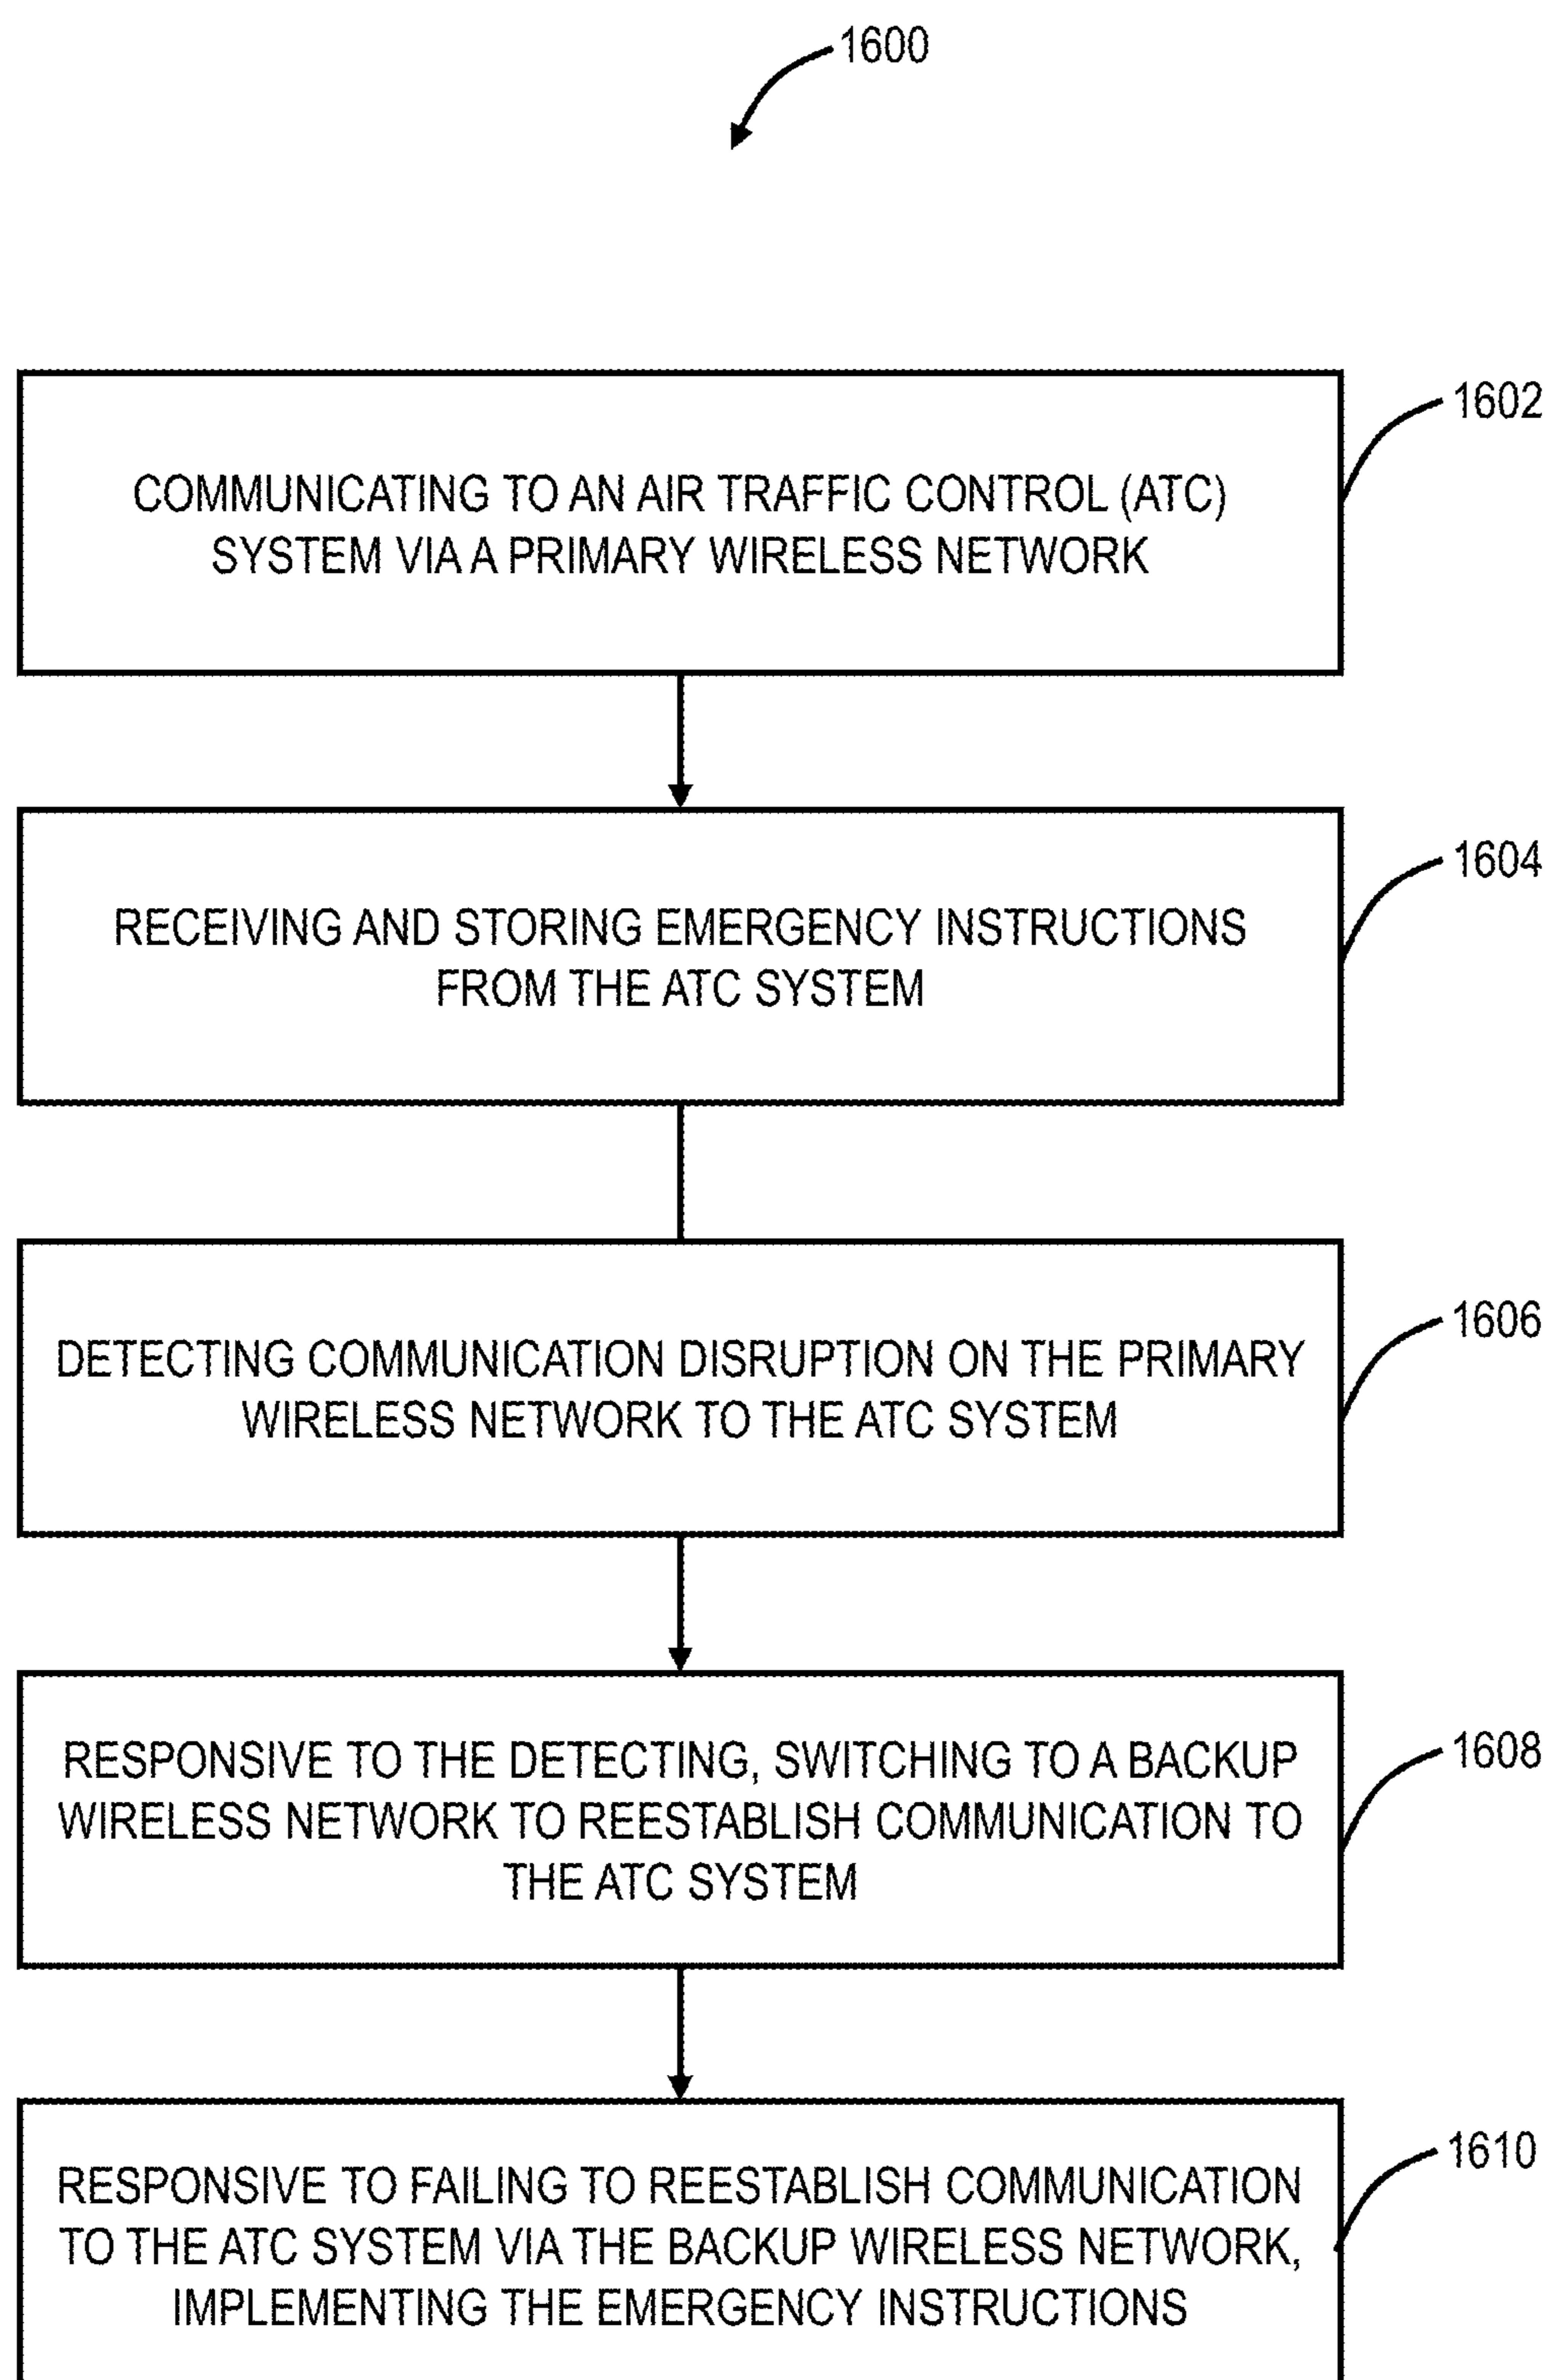 1600
1602
COMMUNICATING TO AN AIR TRAFFIC CONTROL (ATC)
SYSTEM VIA A PRIMARY WIRELESS NETWORK
1604
RECEIVING AND STORING EMERGENCY INSTRUCTIONS
FROM THE ATC SYSTEM
1606
DETECTING COMMUNICATION DISRUPTION ON THE PRIMARY
WIRELESS NETWORK TO THE ATC SYSTEM
1608
RESPONSIVE TO THE DETECTING, SWITCHING TO A BACKUP
WIRELESS NETWORK TO REESTABLISH COMMUNICATION TO
THE ATC SYSTEM
1610
RESPONSIVE TO FAILING TO REESTABLISH COMMUNICATION
TO THE ATC SYSTEM VIA THE BACKUP WIRELESS NETWORK,
IMPLEMENTING THE EMERGENCY INSTRUCTIONS